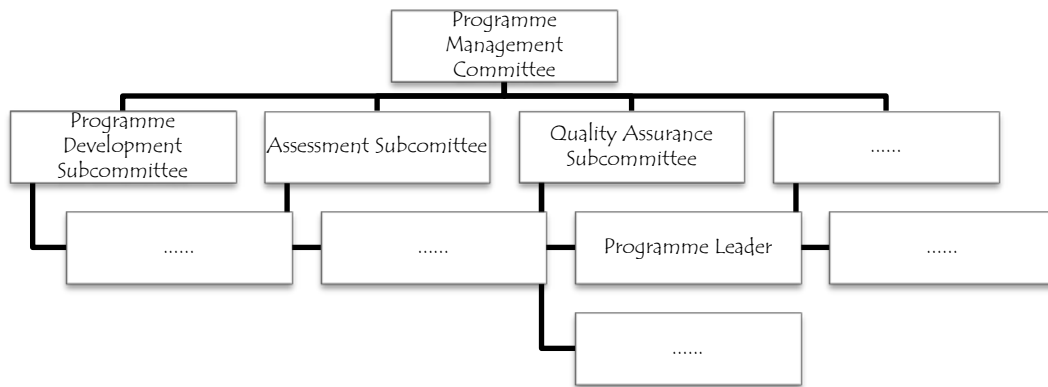 Programme
Management
Committee
Programme
Development
Subcommittee
Assessment Subcomittee
Quality Assurance
Subcommittee
......
......
......
Programme Leader
......
......